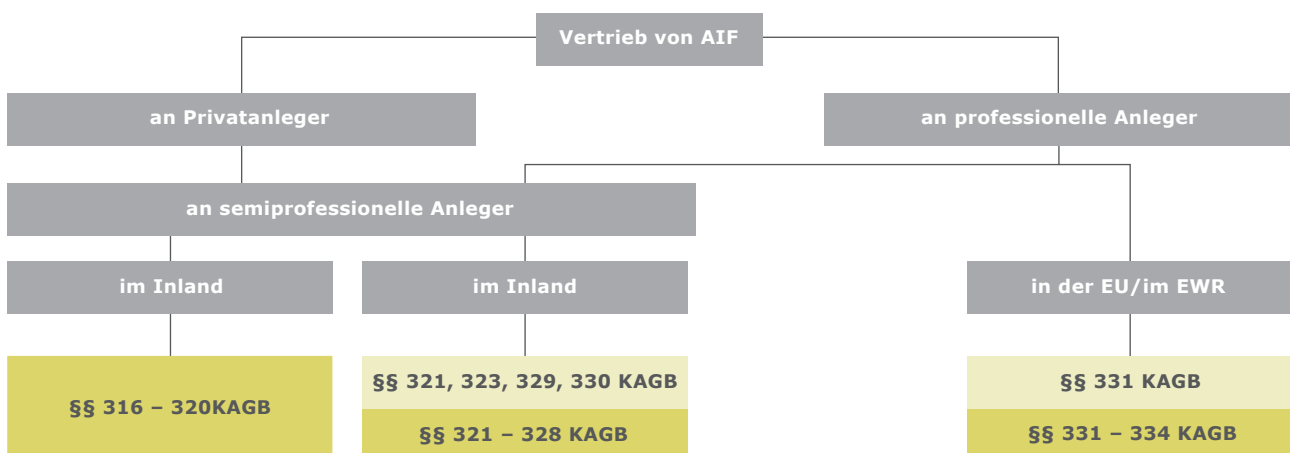 Vertrieb von AIF
an Privatanleger
an professionelle Anleger
an semiprofessionelle Anleger
im Inland
im Inland
in der EU/im EWR
§§ 316 – 320KAGB
§§ 321, 323, 329, 330 KAGB
§§ 321 – 328 KAGB
§§ 331 KAGB
§§ 331 – 334 KAGB